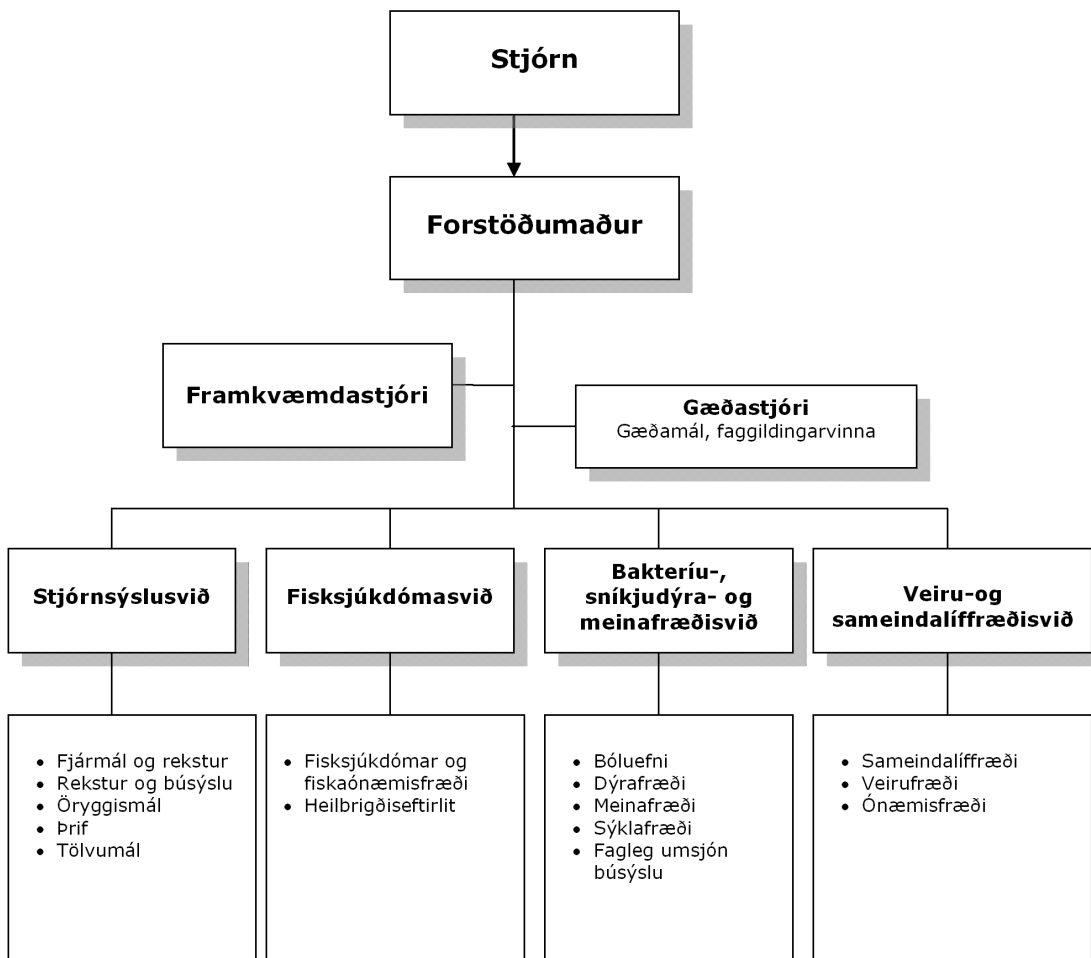 Stjórn
Forstöðumaður
Framkvæmdastjóri
Gæðastjóri
Gæðamál, faggildingarvinna
Stjórnsýslusvið
Fisksjúkdómasvið
Bakteríu-,
sníkjudýra- og
meinafræðisvið
Veiru-og
sameindalíffræðisvið
• Fjármál og rekstur
• Rekstur og búsýslu
• Öryggismál
• Þrif
• Tölvumál
• Fisksjúkdómar og
fiskaónæmisfræði
• Heilbrigðiseftirlit
• Bóluefni
• Dýrafræði
• Meinafræði
• Sýklafræði
• Fagleg umsjón
búsýslu
• Sameindalíffræði
• Veirufræði
• Ónæmisfræði